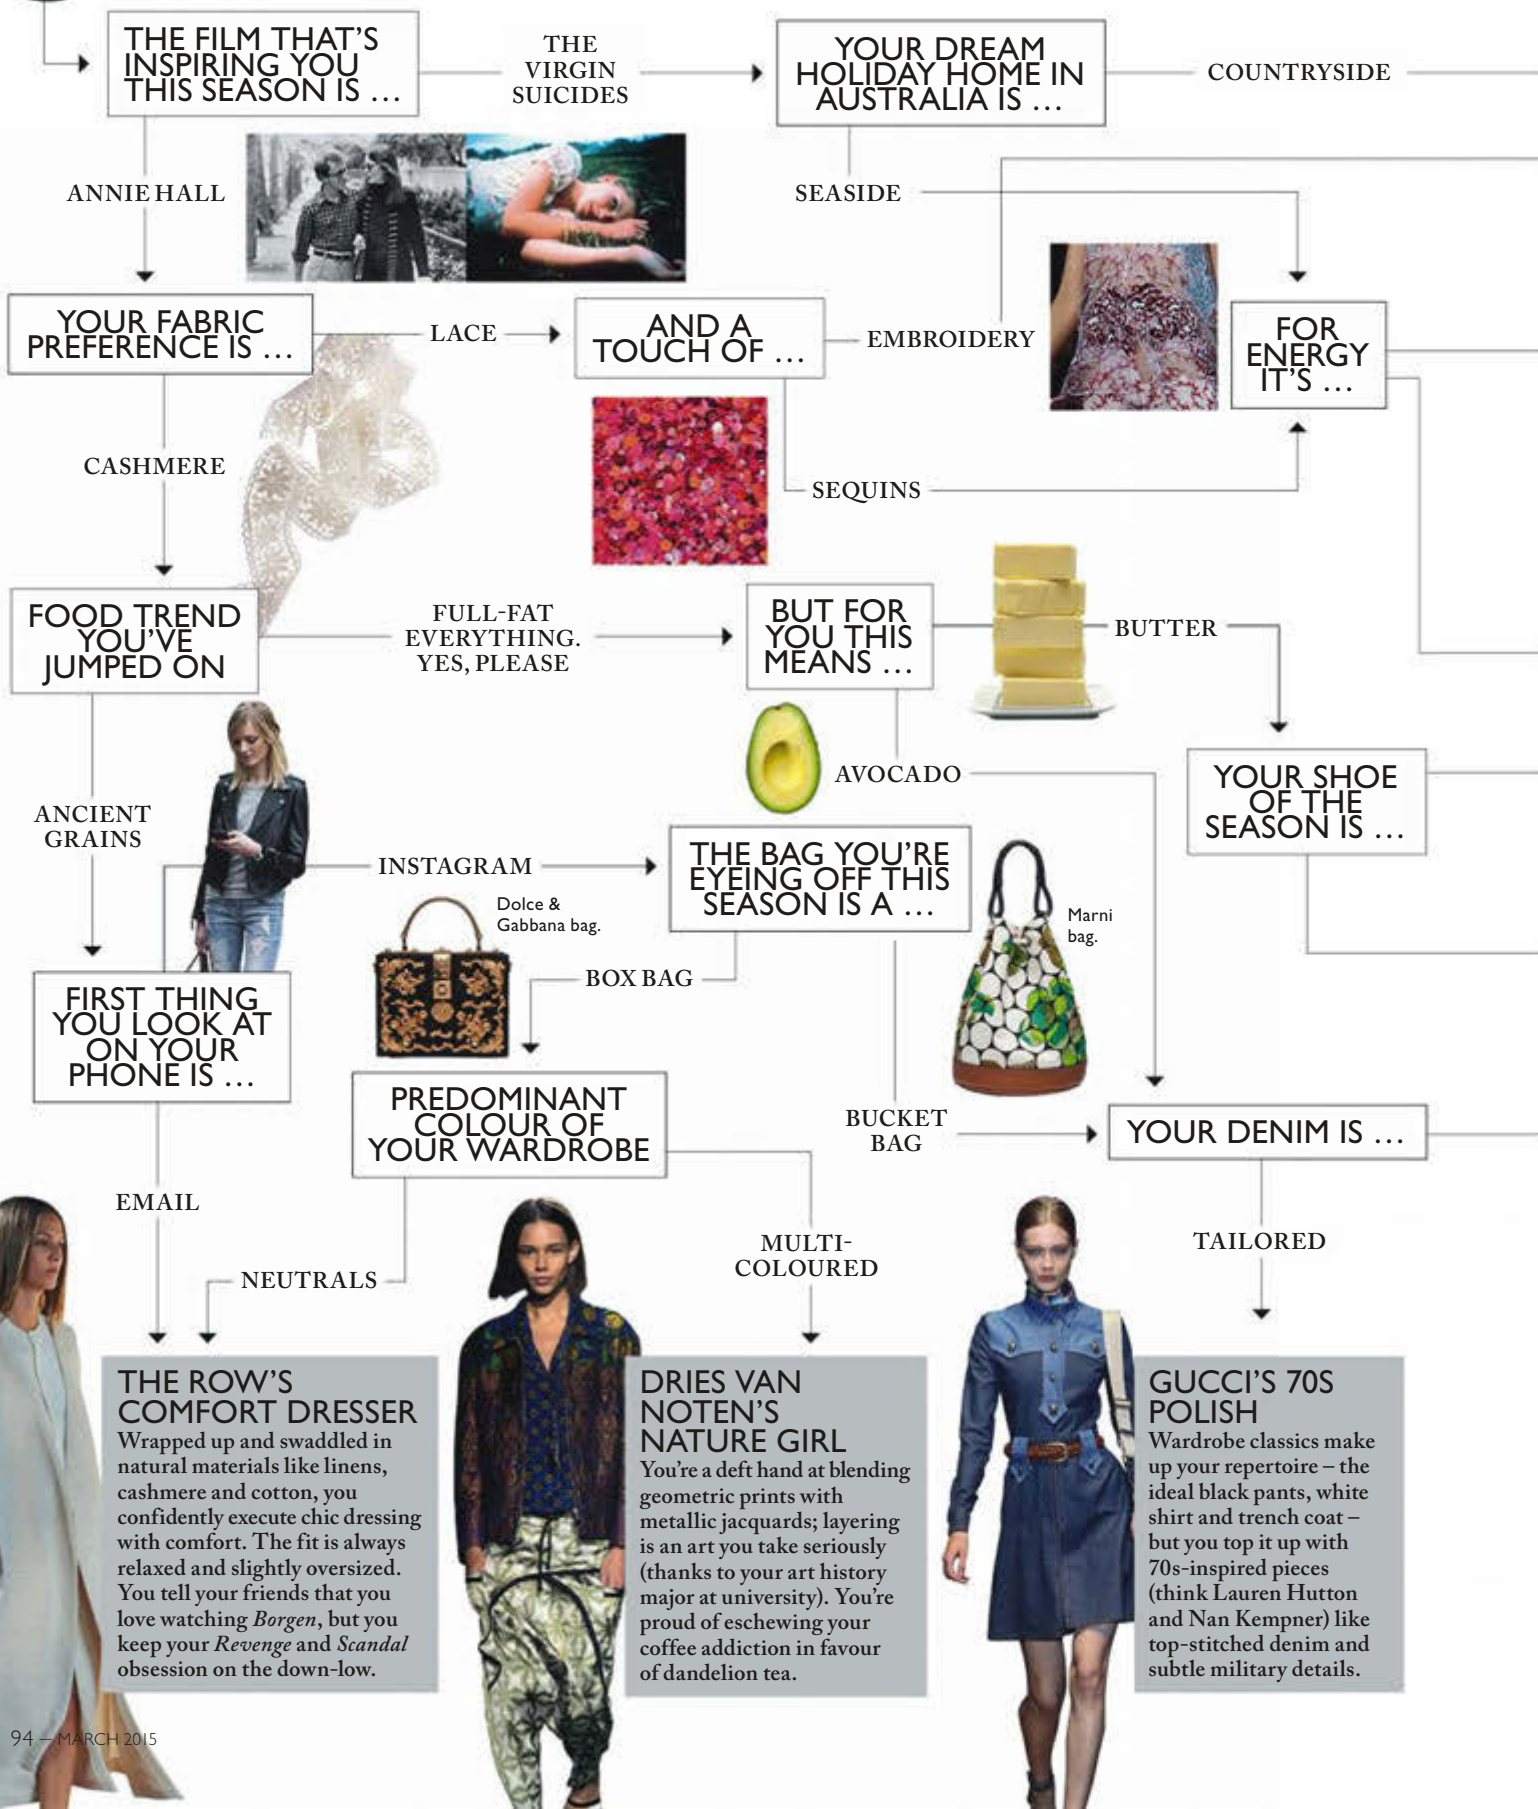 THE FILM THAT'S
INSPIRING YOU
THIS SEASON IS ...
THE
VIRGIN
SUICIDES
YOUR DREAM
HOLIDAY HOME IN
AUSTRALIA IS ...
COUNTRYSIDE
ANNIE HALL
SEASIDE
YOUR FABRIC
PREFERENCE IS ...
LACE
AND A
TOUCH OF ...
EMBROIDERY
FOR
ENERGY
IT'S ...
CASHMERE
SEQUINS
FOOD TREND
YOU'VE
JUMPED ON
FULL-FAT
EVERYTHING.
YES, PLEASE
BUT FOR
YOU THIS
MEANS ...
BUTTER
AVOCADO
YOUR SHOE
OF THE
SEASON IS ...
ANCIENT
GRAINS
INSTAGRAM
THE BAG YOU'RE
EYEING OFF THIS
SEASON IS A ...
Dolce &
Gabbana bag.
Marni
bag.
BOX BAG
FIRST THING
YOU LOOK AT
ON YOUR
PHONE IS ...
PREDOMINANT
COLOUR OF
YOUR WARDROBE
BUCKET
BAG
YOUR DENIM IS ...
EMAIL
NEUTRALS
MULTI-
COLOURED
TAILORED
THE ROW'S
COMFORT DRESSER
Wrapped up and swaddled in
natural materials like linens,
cashmere and cotton, you
confidently execute chic dressing
with comfort. The fit is always
relaxed and slightly oversized.
You tell your friends that you
love watching Borgen, but you
keep your Revenge and Scandal
obsession on the down-low.
DRIES VAN
NOTEN'S
NATURE GIRL
You're a deft hand at blending
geometric prints with
metallic jacquards; layering
is an art you take seriously
(thanks to your art history
major at university). You're
proud of eschewing your
coffee addiction in favour
of dandelion tea.
GUCCI'S 70S
POLISH
Wardrobe classics make
up your repertoire – the
ideal black pants, white
shirt and trench coat –
but you top it up with
70s-inspired pieces
(think Lauren Hutton
and Nan Kempner) like
top-stitched denim and
subtle military details.
94 – MARCH 2015